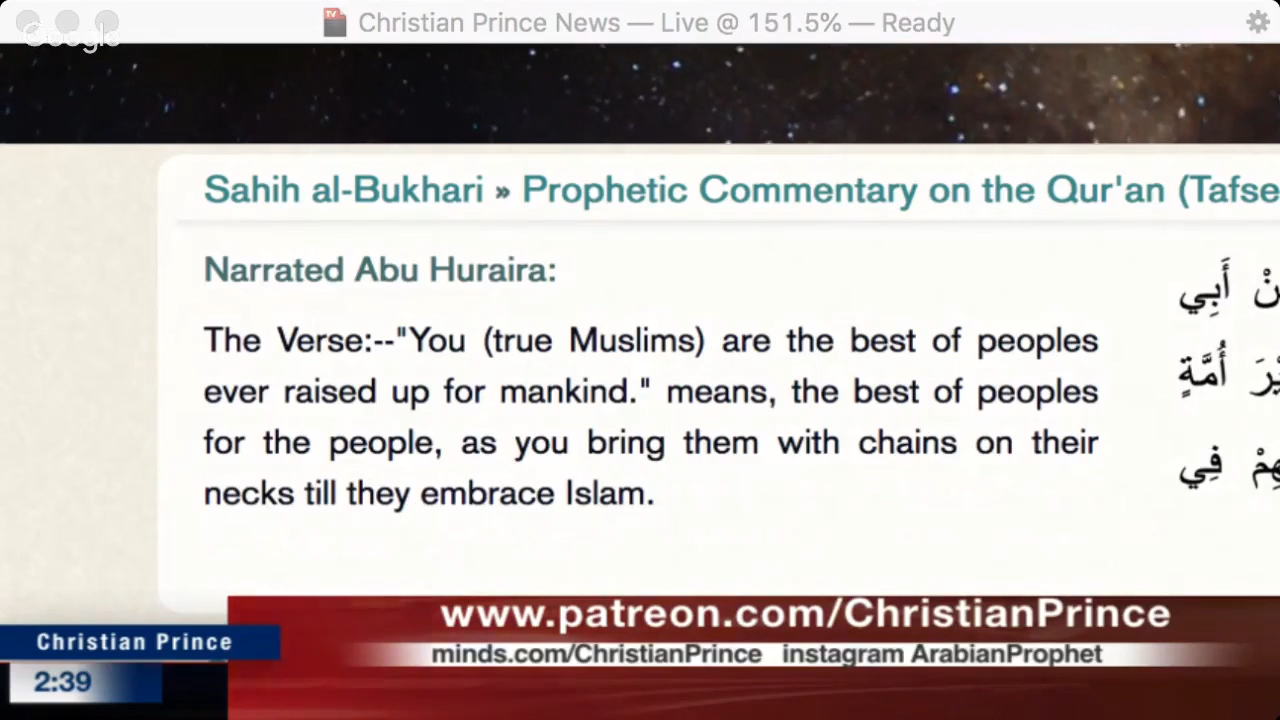 Christian Prince News — Live @ 151.5% — Ready
Google
Sahih al-Bukhari » Prophetic Commentary on the Qur'an (Tafse
Narrated Abu Huraira:
The Verse:--"You (true Muslims) are the best of peoples
ever raised up for mankind." means, the best of peoples
for the people, as you bring them with chains on their
necks till they embrace Islam.
أَبِي
أُمَّةٍ
فِي
www.patreon.com/ChristianPrince
minds.com/ChristianPrince instagram ArabianProphet
Christian Prince
2:39